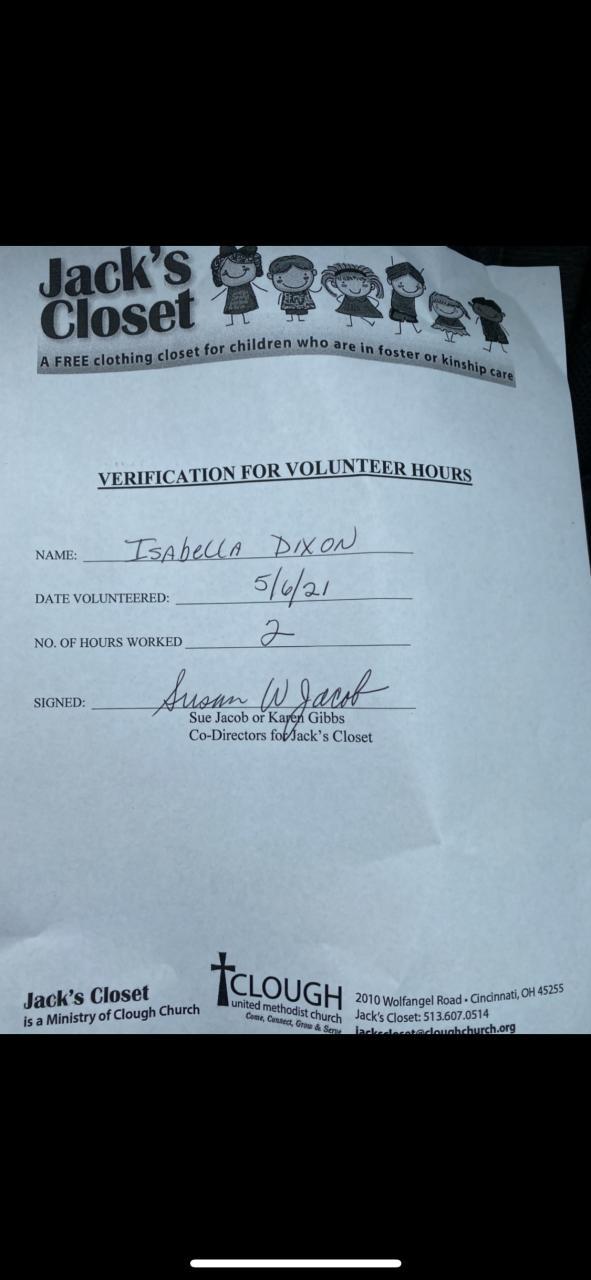 Jack's
Closet
A FREE clothing closet for children who are in foster or kinship care
VERIFICATION FOR VOLUNTEER HOURS
NAME: ISAbELLA DIXON
DATE VOLUNTEERED: 5/6/21
NO. OF HOURS WORKED 2
SIGNED: Susan W Jacob
Sue Jacob or Karen Gibbs
Co-Directors for Jack's Closet
Jack's Closet
is a Ministry of Clough Church
CLOUGH
united methodist church
Come, Connect, Grow & Serve
2010 Wolfangel Road • Cincinnati, OH 45255
Jack's Closet: 513.607.0514
jackscloset@cloughchurch.org